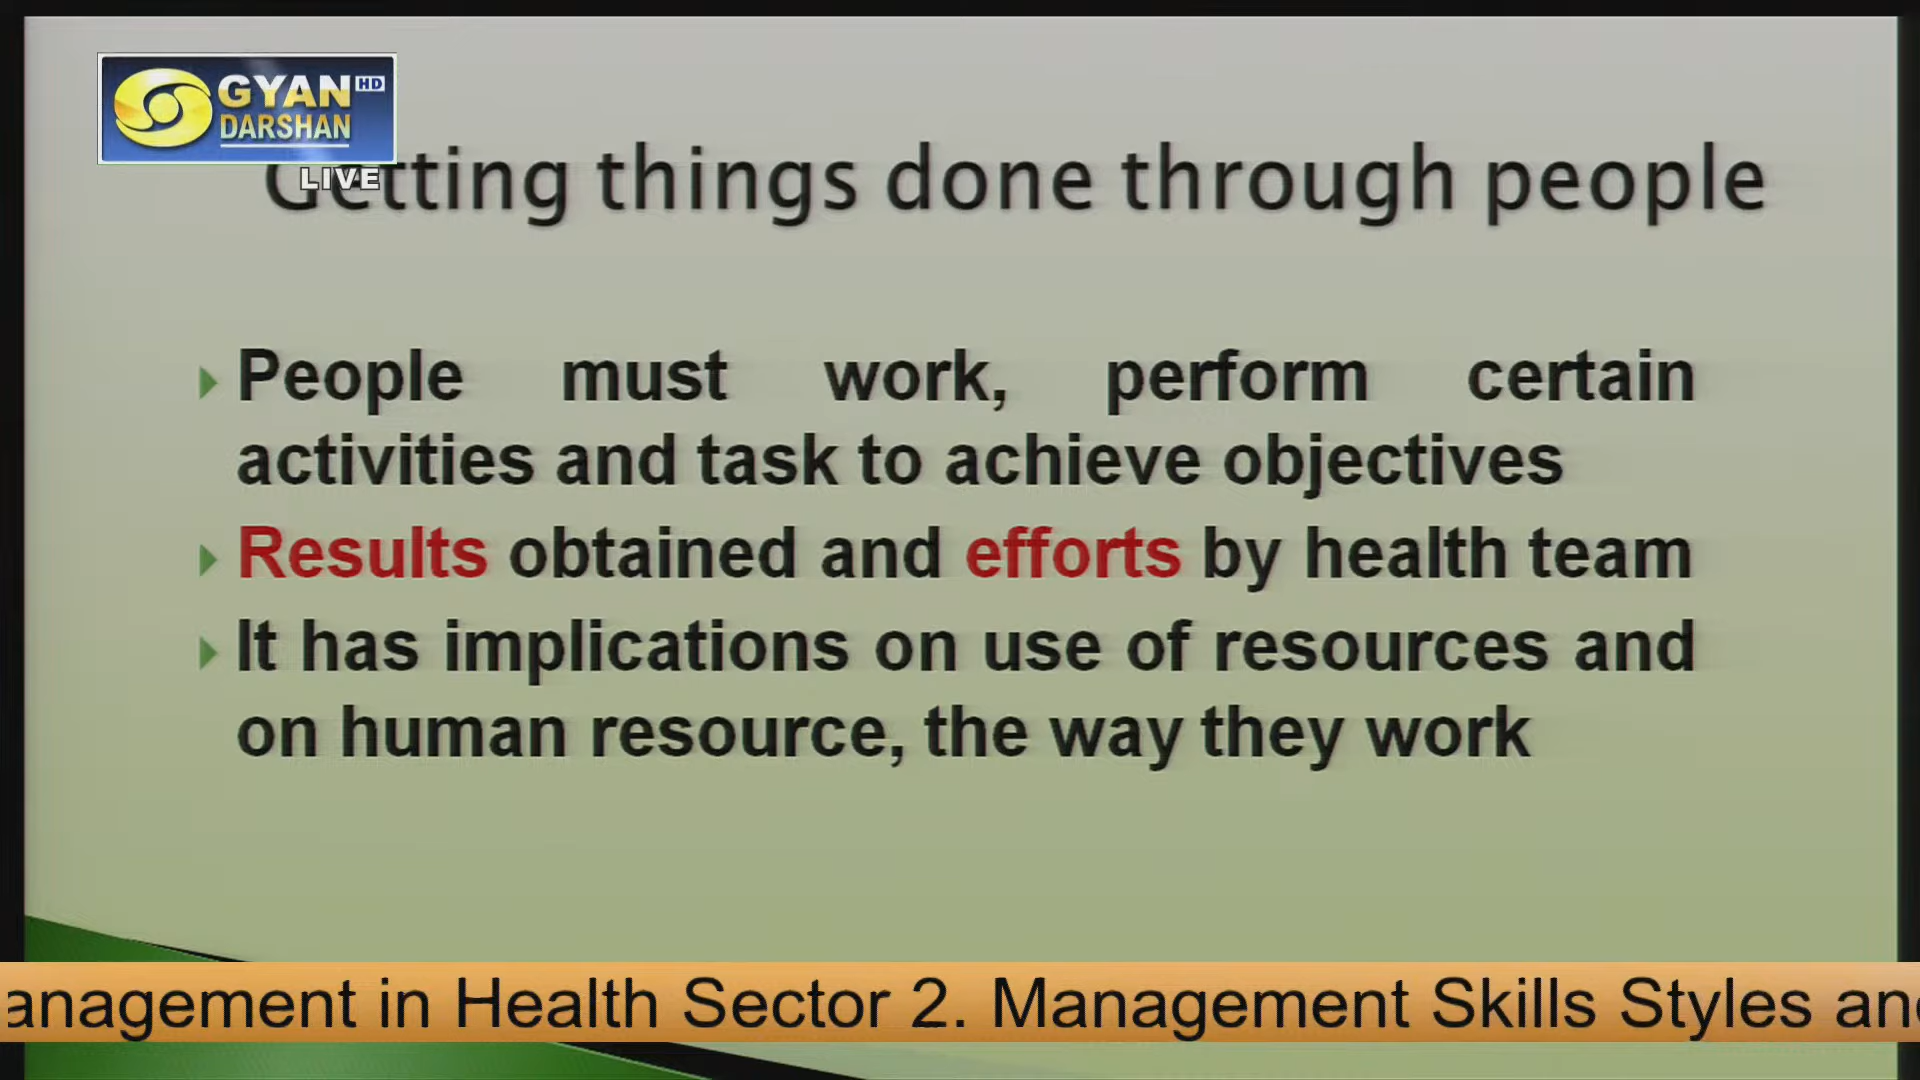 GYAN HD
DARSHAN
LIVE
Getting things done through people
People must work, perform certain
activities and task to achieve objectives
Results obtained and efforts by health team
It has implications on use of resources and
on human resource, the way they work
anagement in Health Sector 2. Management Skills Styles and